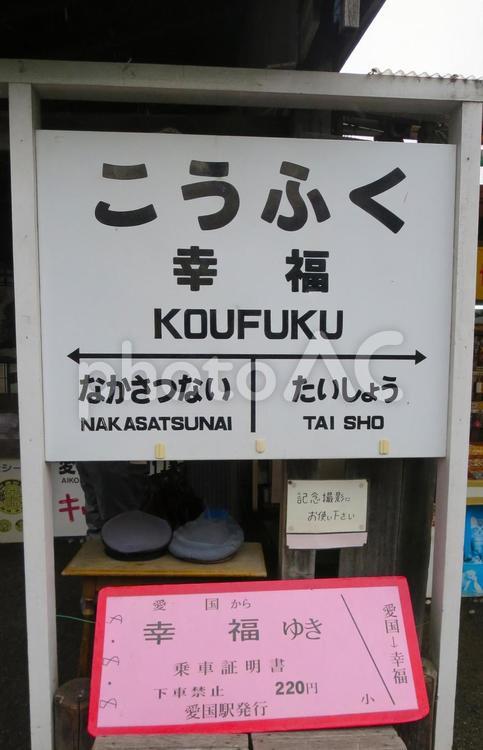 こうふく
幸福
KOUFUKU
なかさつない たいしょう
NAKASATSUNAI TAI SHO
photoAC
記念撮影に
お使い下さい
愛国から
幸福ゆき
乗車証明書
下車禁止 220円
愛国駅発行
小
愛国→幸福
8.-8.-8